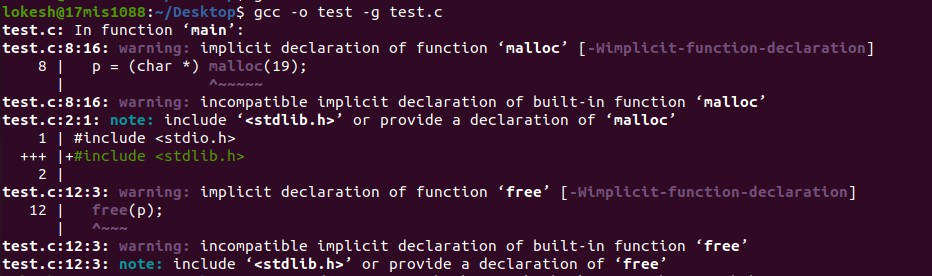 lokesh@17mis1088:~/Desktop$ gcc -o test -g test.c
test.c: In function ‘main’:
test.c:8:16: warning: implicit declaration of function ‘malloc’ [-Wimplicit-function-declaration]
    8 |   p = (char *) malloc(19);
      |                ^~~~~~
test.c:8:16: warning: incompatible implicit declaration of built-in function ‘malloc’
test.c:2:1: note: include ‘<stdlib.h>’ or provide a declaration of ‘malloc’
    1 | #include <stdio.h>
  +++ |+#include <stdlib.h>
    2 |
test.c:12:3: warning: implicit declaration of function ‘free’ [-Wimplicit-function-declaration]
   12 |   free(p);
      |   ^~~~
test.c:12:3: warning: incompatible implicit declaration of built-in function ‘free’
test.c:12:3: note: include ‘<stdlib.h>’ or provide a declaration of ‘free’